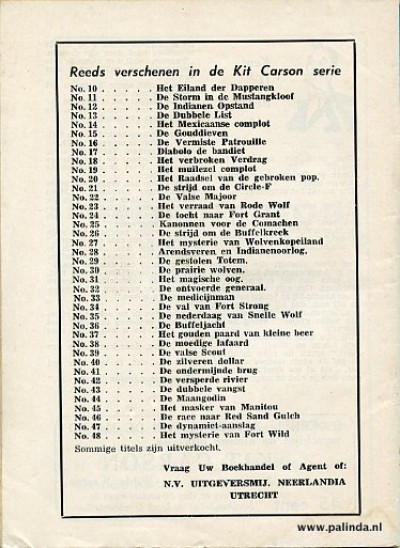 Reeds verschenen in de Kit Carson serie
No. 10 . . . . . Het Eiland der Dapperen
No. 11 . . . . . De Storm in de Mustangkloof
No. 12 . . . . . De Indianen Opstand
No. 13 . . . . . De Dubbele List
No. 14 . . . . . Het Mexicaanse complot
No. 15 . . . . . De Gouddieven
No. 16 . . . . . De Vermiste Patrouille
No. 17 . . . . . Diabolo de bandiet
No. 18 . . . . . Het verbroken Verdrag
No. 19 . . . . . Het muilezel complot
No. 20 . . . . . Het Raadsel van de gebroken pop.
No. 21 . . . . . De strijd om de Circle-F
No. 22 . . . . . De Valse Majoor
No. 23 . . . . . Het verraad van Rode Wolf
No. 24 . . . . . De tocht naar Fort Grant
No. 25 . . . . . Kanonnen voor de Comachen
No. 26 . . . . . De strijd om de Buffelkreek
No. 27 . . . . . Het mysterie van Wolvenkopeiland
No. 28 . . . . . Arendsveren en Indianenoorlog.
No. 29 . . . . . De gestolen Totem.
No. 30 . . . . . De prairie wolven.
No. 31 . . . . . Het magische oog.
No. 32 . . . . . De ontvoerde generaal.
No. 33 . . . . . De medicijnman
No. 34 . . . . . De val van Fort Strong
No. 35 . . . . . De nederdaag van Snelle Wolf
No. 36 . . . . . De Buffeljacht
No. 37 . . . . . Het gouden paard van kleine beer
No. 38 . . . . . De moedige lafaard
No. 39 . . . . . De valse Scout
No. 40 . . . . . De zilveren dollar
No. 41 . . . . . De ondermijnde brug
No. 42 . . . . . De versperde rivier
No. 43 . . . . . De dubbele vangst
No. 44 . . . . . De Maangodin
No. 45 . . . . . Het masker van Manitou
No. 46 . . . . . De race naar Red Sand Gulch
No. 47 . . . . . De dynamiet-aanslag
No. 48 . . . . . Het mysterie van Fort Wild
Sommige titels zijn uitverkocht.
Vraag Uw Boekhandel of Agent of:
N.V. UITGEVERSMIJ. NEERLANDIA
UTRECHT
www.palinda.nl